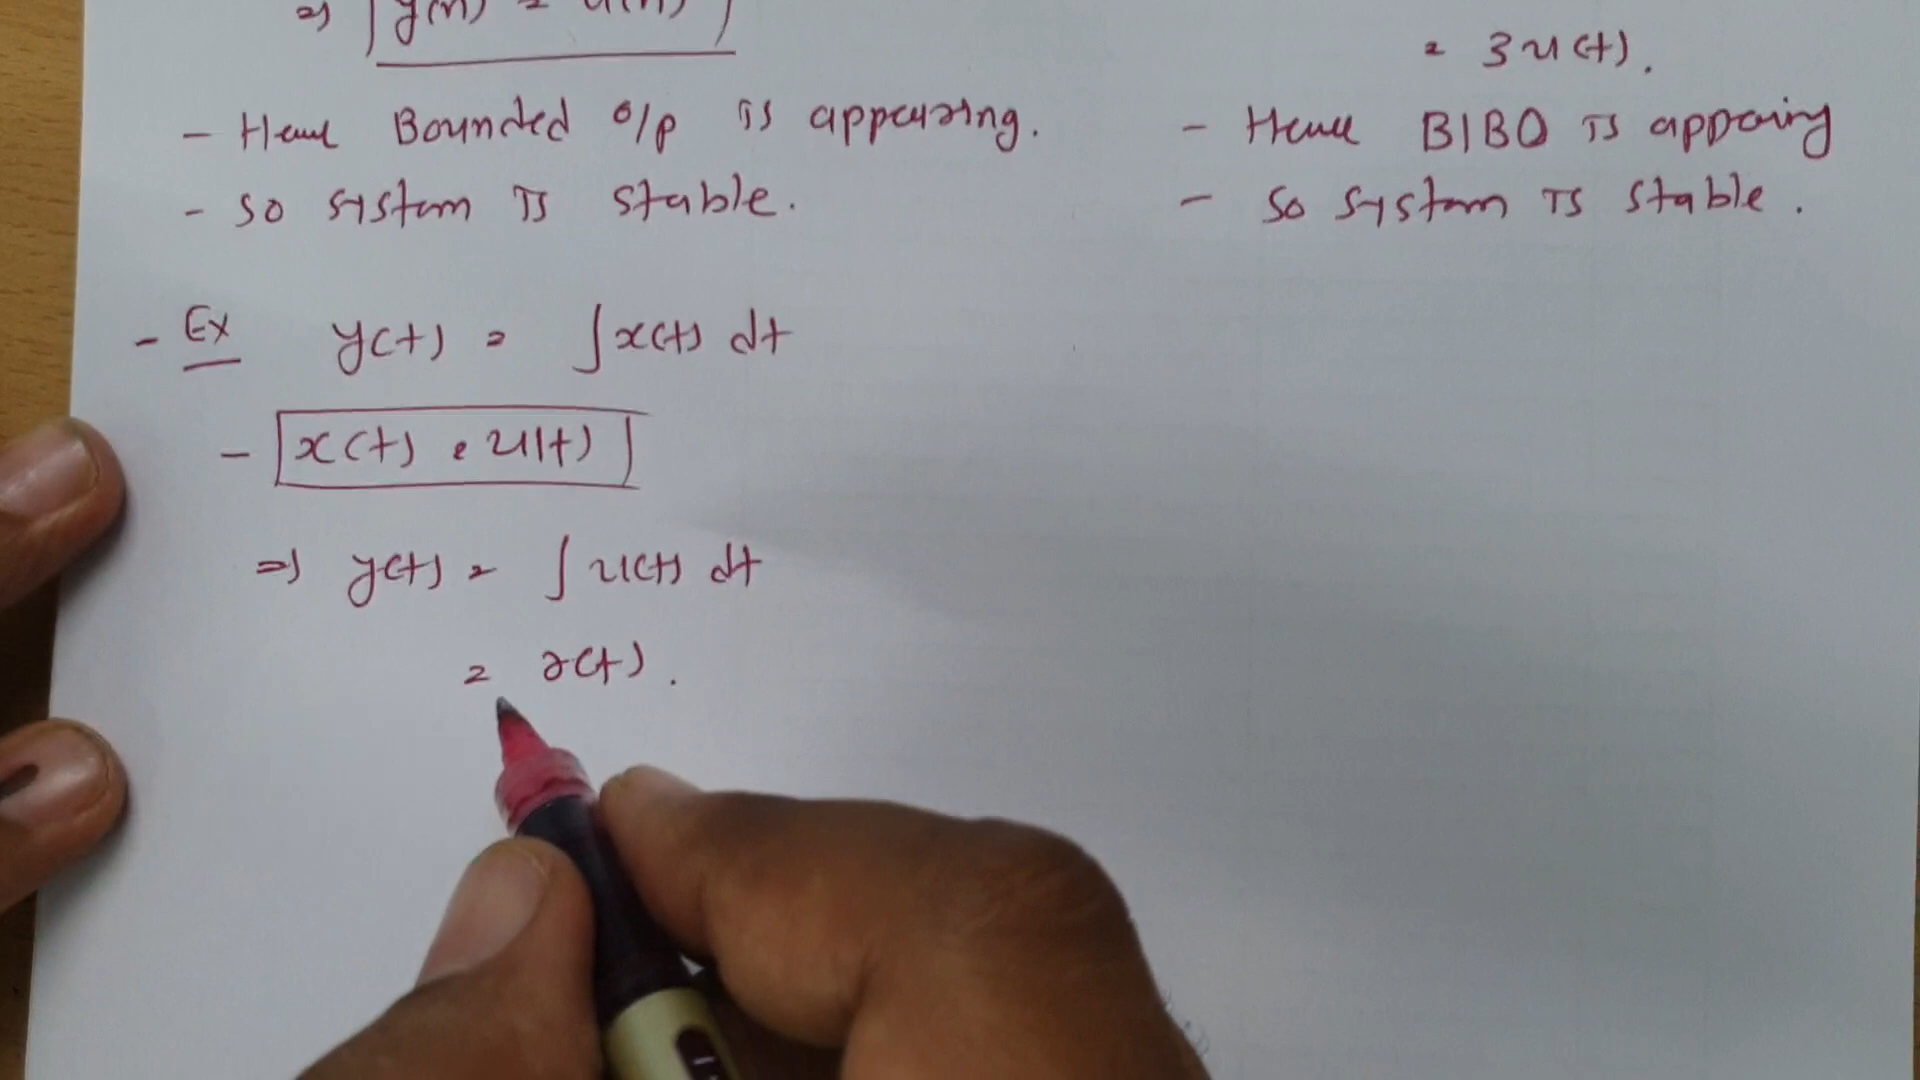 ⇒ y(n) = u(n)
- Hence Bounded o/p is appearing.
- So system is stable.
- Ex y(t) = ∫x(t) dt
- x(t) = u(t)
⇒ y(t) = ∫ u(t) dt
= r(t).
= 3u(t).
- Hence BIBO is appearing
- So system is stable.